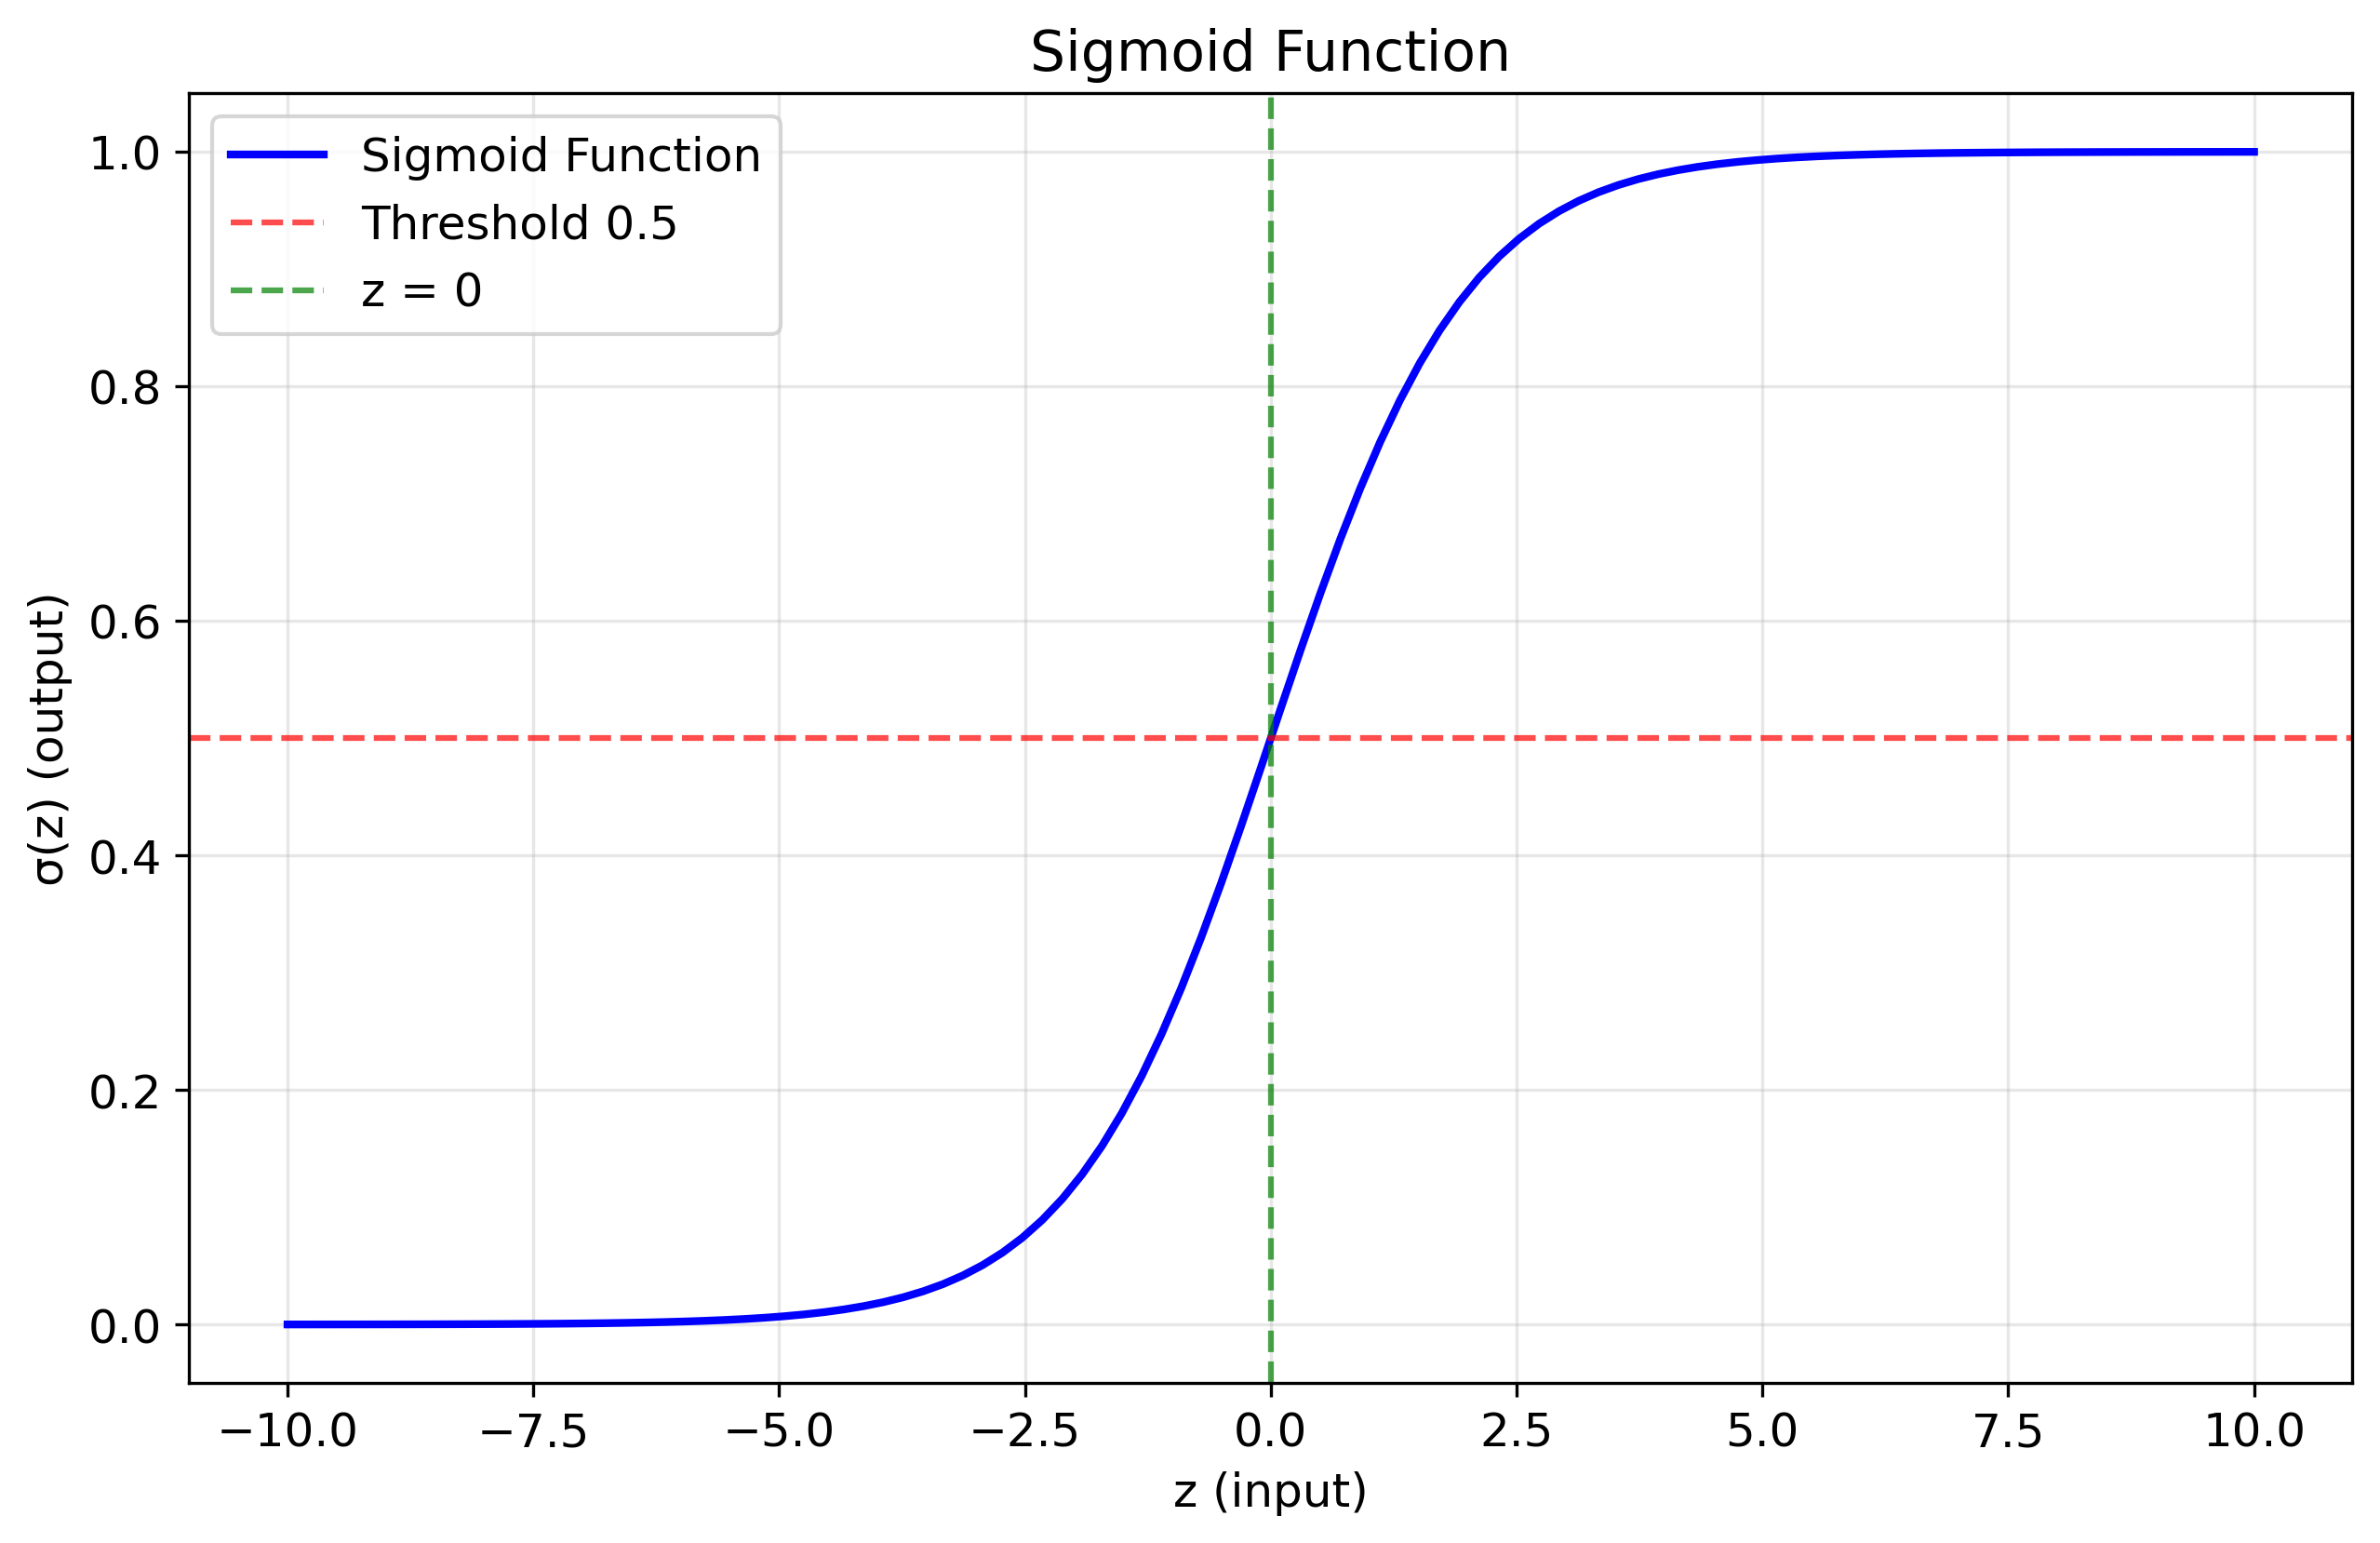 Sigmoid Function
Sigmoid Function
Threshold 0.5
z = 0
1.0
0.8
0.6
0.4
0.2
0.0
σ(z) (output)
−10.0 −7.5 −5.0 −2.5 0.0 2.5 5.0 7.5 10.0
z (input)